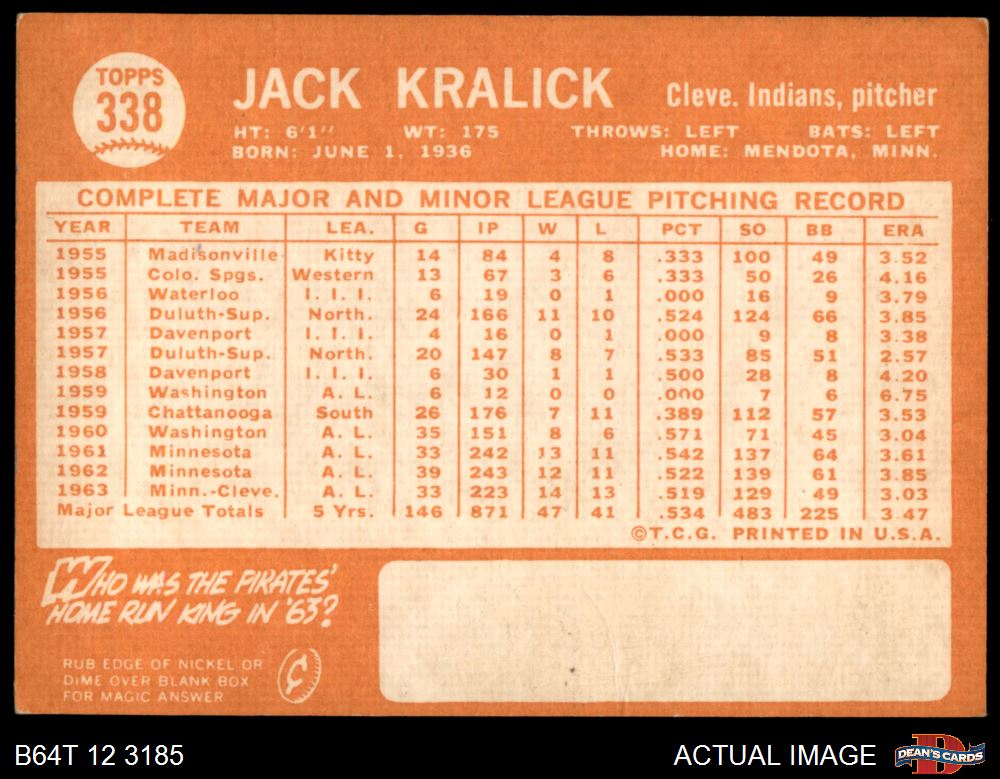 TOPPS
338
JACK KRALICK
Cleve. Indians, pitcher
HT: 6'1" WT: 175 THROWS: LEFT BATS: LEFT
BORN: JUNE 1, 1936 HOME: MENDOTA, MINN.
COMPLETE MAJOR AND MINOR LEAGUE PITCHING RECORD
YEAR TEAM LEA. G IP W L PCT SO BB ERA
1955 Madisonville Kitty 14 84 4 8 .333 100 49 3.52
1955 Colo. Spgs. Western 13 67 3 6 .333 50 26 4.16
1956 Waterloo I. I. I. 6 19 0 1 .000 16 9 3.79
1956 Duluth-Sup. North. 24 166 11 10 .524 124 66 3.85
1957 Davenport I. I. I. 4 16 0 1 .000 9 8 3.38
1957 Duluth-Sup. North. 20 147 8 7 .533 85 51 2.57
1958 Davenport I. I. I. 6 30 1 1 .500 28 8 4.20
1959 Washington A. L. 6 12 0 0 .000 7 6 6.75
1959 Chattanooga South 26 176 7 11 .389 112 57 3.53
1960 Washington A. L. 35 151 8 6 .571 71 45 3.04
1961 Minnesota A. L. 33 242 13 11 .542 137 64 3.61
1962 Minnesota A. L. 39 243 12 11 .522 139 61 3.85
1963 Minn.-Cleve. A. L. 33 223 14 13 .519 129 49 3.03
Major League Totals 5 Yrs. 146 871 47 41 .534 483 225 3.47
©T.C.G. PRINTED IN U.S.A.
WHO WAS THE PIRATES'
HOME RUN KING IN '63?
RUB EDGE OF NICKEL OR
DIME OVER BLANK BOX
FOR MAGIC ANSWER
¢
B64T 12 3185
ACTUAL IMAGE
D
DEAN'S CARDS